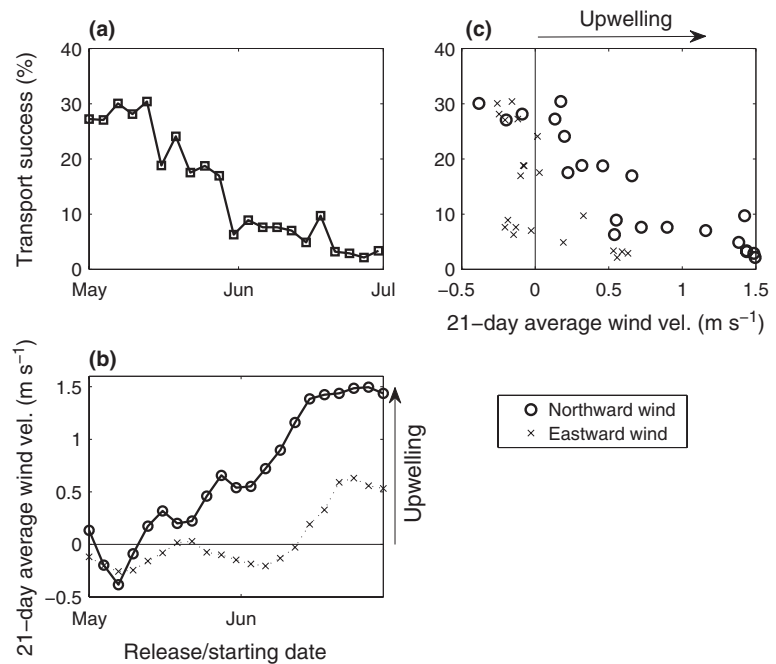 (a)
Transport success (%)
40
30
20
10
0
May
Jun
Jul
(c)
Upwelling
40
30
20
10
0
−0.5
0
0.5
1
1.5
21−day average wind vel. (m s⁻¹)
(b)
21−day average wind vel. (m s⁻¹)
1.5
1
0.5
0
−0.5
May
Jun
Release/starting date
Upwelling
Northward wind
Eastward wind